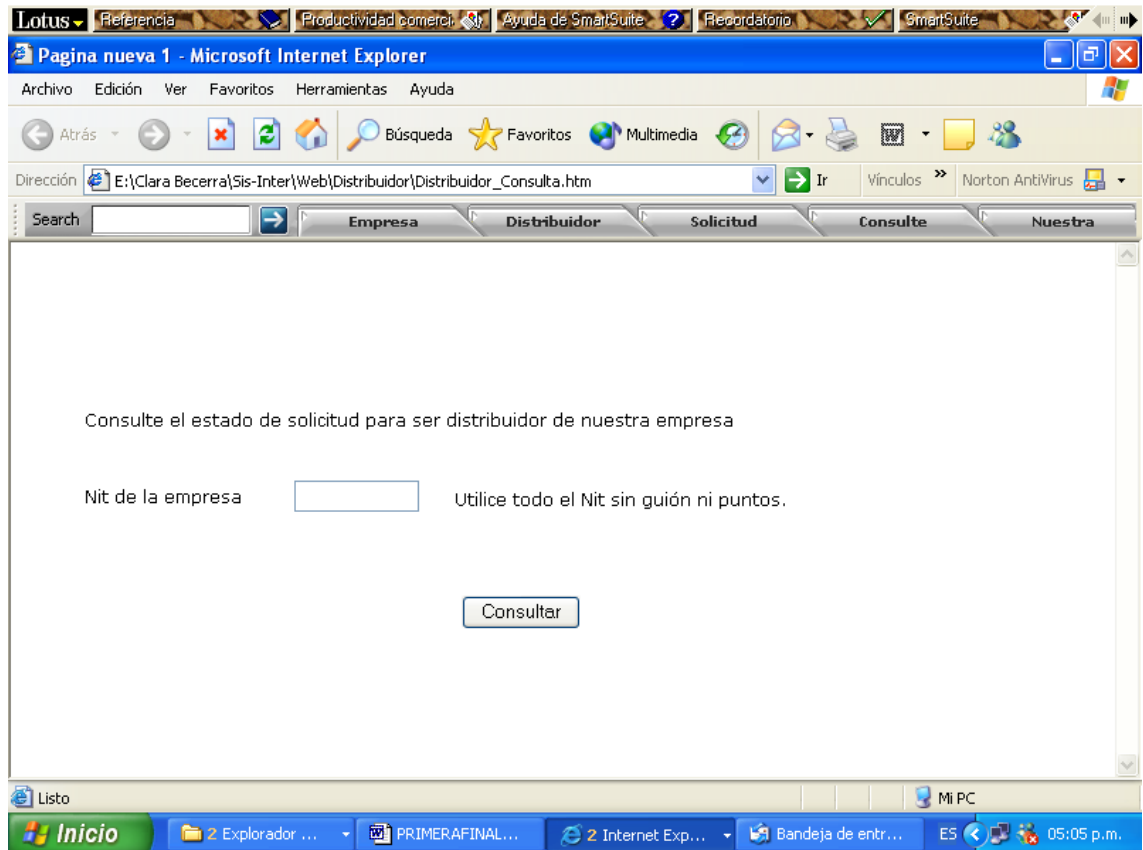 Lotus Referencia Productividad comerci. Ayuda de SmartSuite Recordatorio SmartSuite
Pagina nueva 1 - Microsoft Internet Explorer
Archivo Edición Ver Favoritos Herramientas Ayuda
Atrás Búsqueda Favoritos Multimedia
Dirección E:\Clara Becerra\Sis-Inter\Web\Distribuidor\Distribuidor_Consulta.htm Ir Vínculos » Norton AntiVirus
Search Empresa Distribuidor Solicitud Consulte Nuestra
Consulte el estado de solicitud para ser distribuidor de nuestra empresa
Nit de la empresa Utilice todo el Nit sin guión ni puntos.
Consultar
Listo Mi PC
Inicio 2 Explorador ... PRIMERAFINAL... 2 Internet Exp... Bandeja de entr... ES 05:05 p.m.